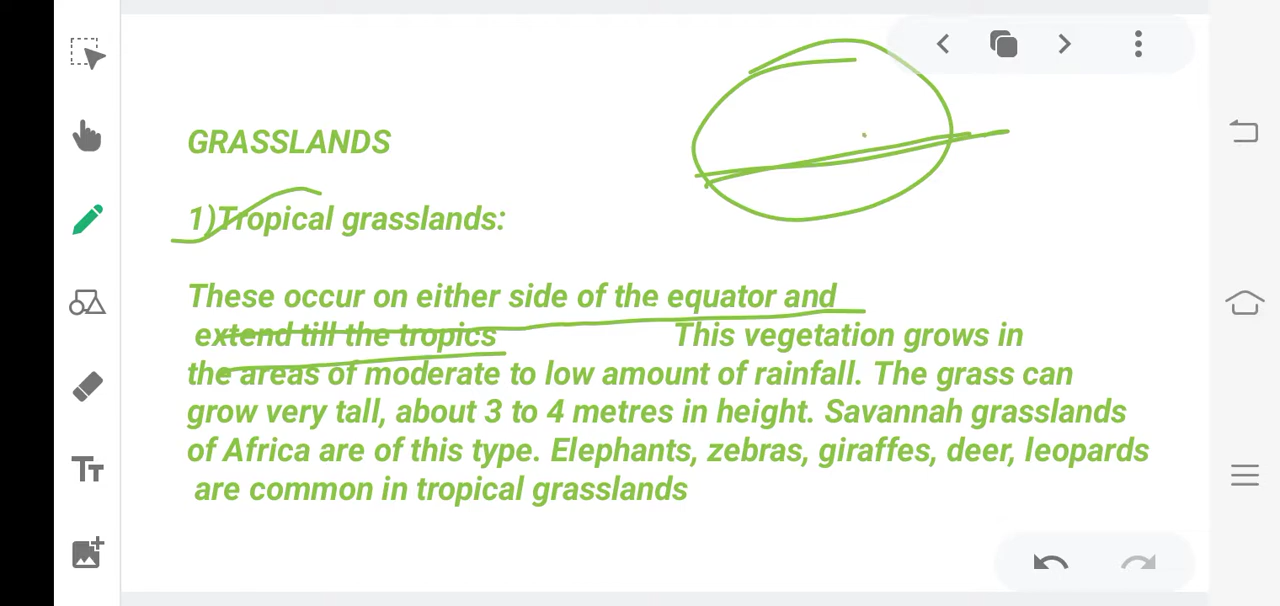 GRASSLANDS
1)Tropical grasslands:
These occur on either side of the equator and
extend till the tropics This vegetation grows in
the areas of moderate to low amount of rainfall. The grass can
grow very tall, about 3 to 4 metres in height. Savannah grasslands
of Africa are of this type. Elephants, zebras, giraffes, deer, leopards
are common in tropical grasslands
TT